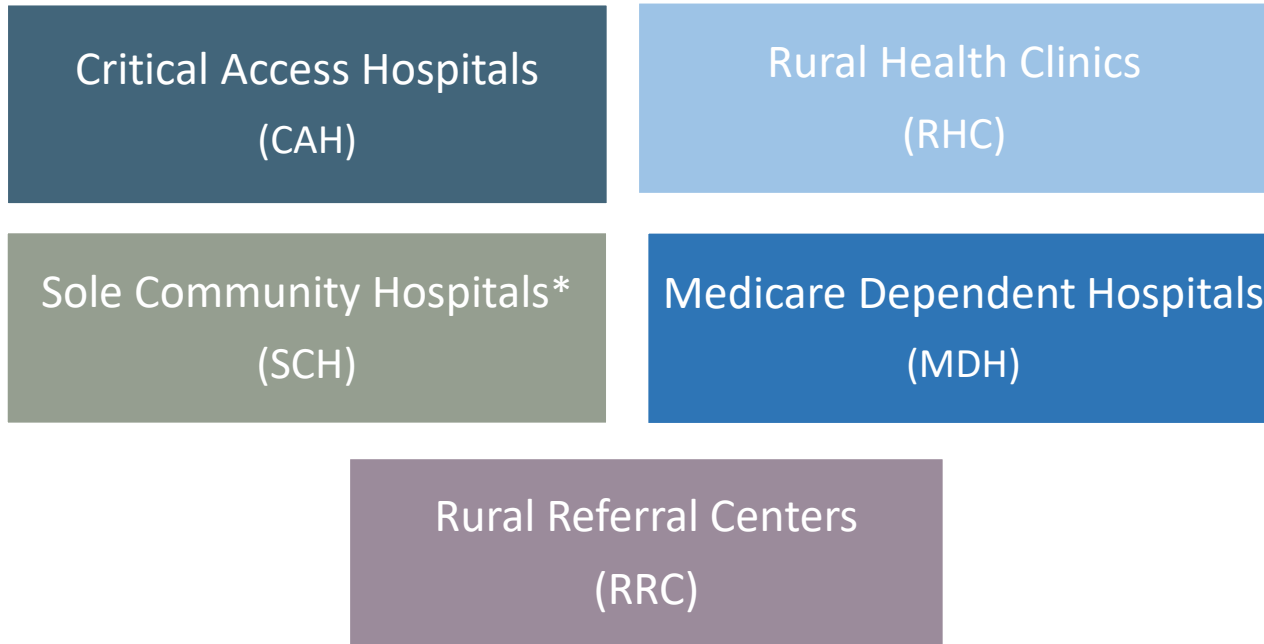 Critical Access Hospitals
(CAH)
Rural Health Clinics
(RHC)
Sole Community Hospitals*
(SCH)
Medicare Dependent Hospitals
(MDH)
Rural Referral Centers
(RRC)